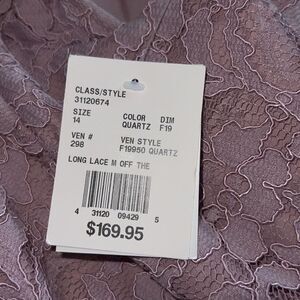 CLASS/STYLE
31120674
SIZE COLOR DIM
14 QUARTZ F19
VEN # VEN STYLE
298 F19950 QUARTZ
LONG LACE M OFF THE
4 31120 09429 5
$169.95